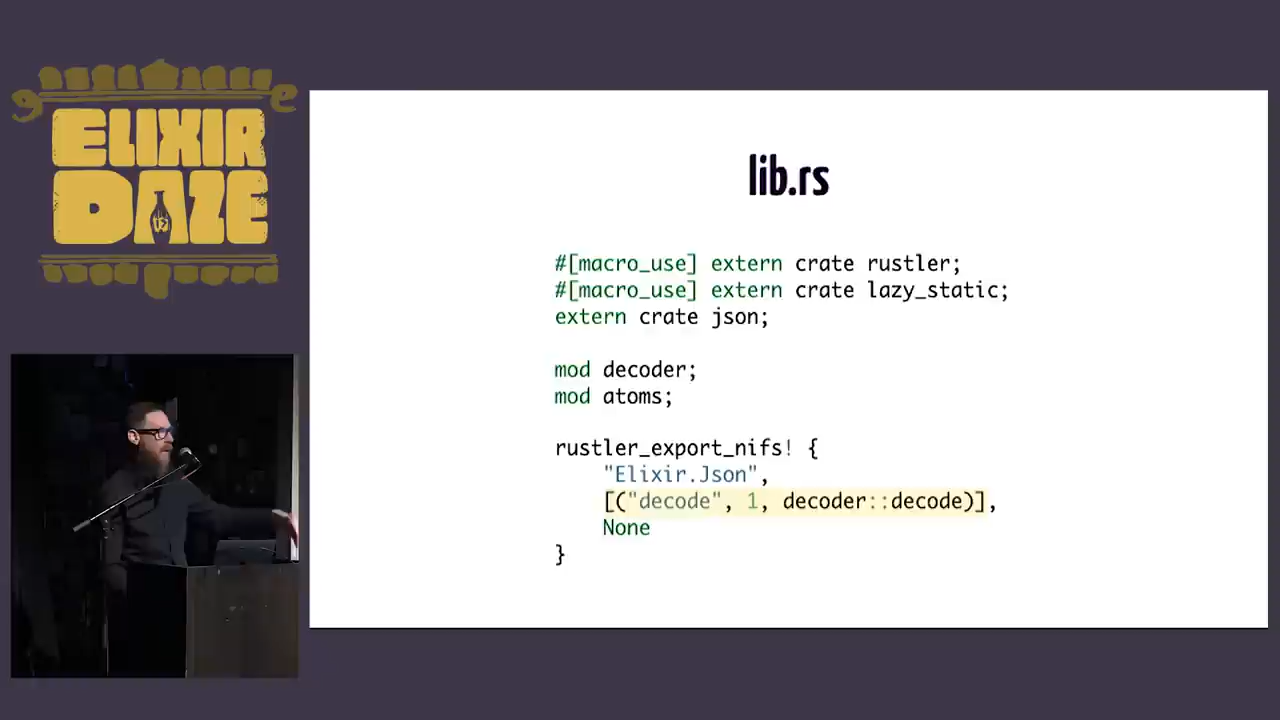 ELIXIR
DAZE
lib.rs
#[macro_use] extern crate rustler;
#[macro_use] extern crate lazy_static;
extern crate json;
mod decoder;
mod atoms;
rustler_export_nifs! {
"Elixir.Json",
[("decode", 1, decoder::decode)],
None
}